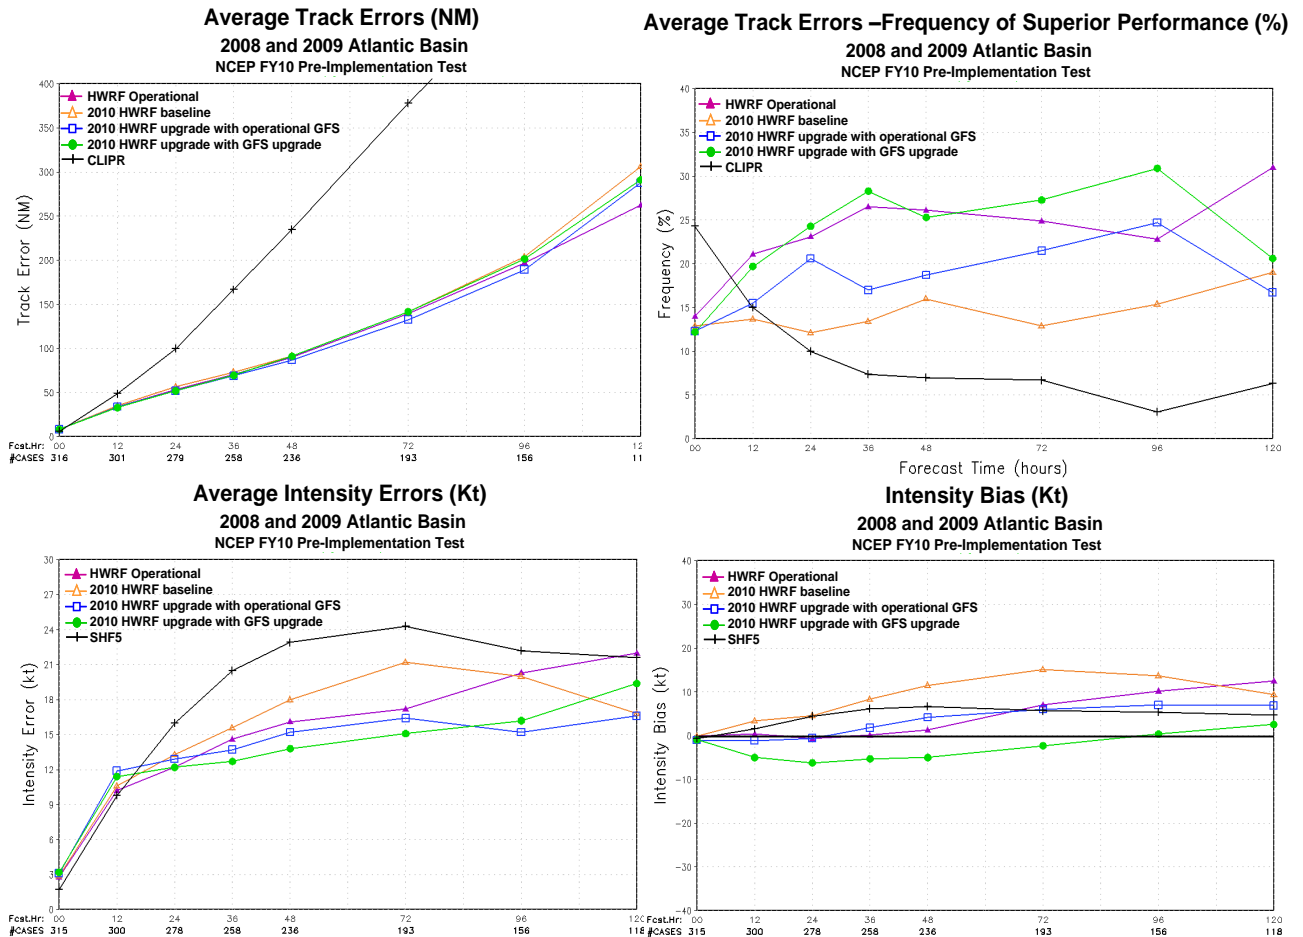 Average Track Errors (NM)
2008 and 2009 Atlantic Basin
NCEP FY10 Pre-Implementation Test
400
350
300
250
200
150
100
50
0
Track Error (NM)
HWRF Operational
2010 HWRF baseline
2010 HWRF upgrade with operational GFS
2010 HWRF upgrade with GFS upgrade
CLIPR
Fcst.Hr: 00 12 24 36 48 72 96 12
#CASES 316 301 279 258 236 193 156 11
Average Track Errors –Frequency of Superior Performance (%)
2008 and 2009 Atlantic Basin
NCEP FY10 Pre-Implementation Test
40
35
30
25
20
15
10
5
0
Frequency (%)
HWRF Operational
2010 HWRF baseline
2010 HWRF upgrade with operational GFS
2010 HWRF upgrade with GFS upgrade
CLIPR
00 12 24 36 48 72 96 120
Forecast Time (hours)
Average Intensity Errors (Kt)
2008 and 2009 Atlantic Basin
NCEP FY10 Pre-Implementation Test
30
27
24
21
18
15
12
9
6
3
0
Intensity Error (kt)
HWRF Operational
2010 HWRF baseline
2010 HWRF upgrade with operational GFS
2010 HWRF upgrade with GFS upgrade
SHF5
Fcst.Hr: 00 12 24 36 48 72 96 120
#CASES 315 300 278 258 236 193 156 118
Intensity Bias (Kt)
2008 and 2009 Atlantic Basin
NCEP FY10 Pre-Implementation Test
40
30
20
10
0
−10
−20
−30
−40
Intensity Bias (kt)
HWRF Operational
2010 HWRF baseline
2010 HWRF upgrade with operational GFS
2010 HWRF upgrade with GFS upgrade
SHF5
Fcst.Hr: 00 12 24 36 48 72 96 120
#CASES 315 300 278 258 236 193 156 118